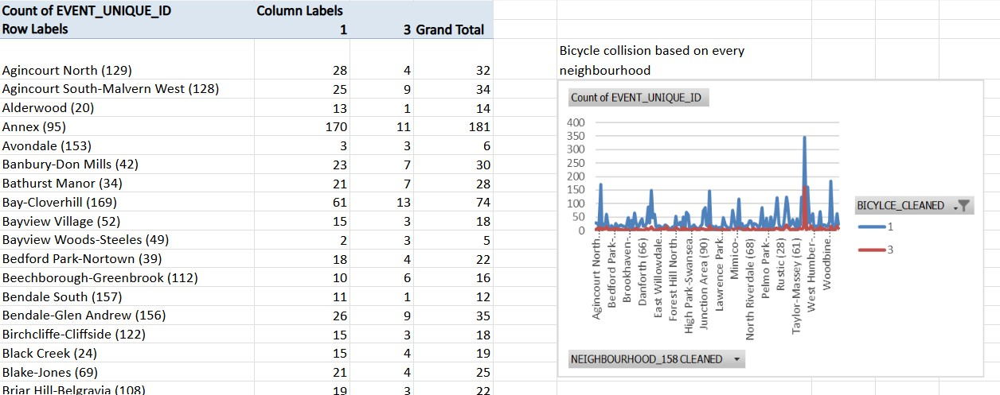 Count of EVENT_UNIQUE_ID Column Labels
Row Labels 1 3 Grand Total
Agincourt North (129) 28 4 32
Agincourt South-Malvern West (128) 25 9 34
Alderwood (20) 13 1 14
Annex (95) 170 11 181
Avondale (153) 3 3 6
Banbury-Don Mills (42) 23 7 30
Bathurst Manor (34) 21 7 28
Bay-Cloverhill (169) 61 13 74
Bayview Village (52) 15 3 18
Bayview Woods-Steeles (49) 2 3 5
Bedford Park-Nortown (39) 18 4 22
Beechborough-Greenbrook (112) 10 6 16
Bendale South (157) 11 1 12
Bendale-Glen Andrew (156) 26 9 35
Birchcliffe-Cliffside (122) 15 3 18
Black Creek (24) 15 4 19
Blake-Jones (69) 21 4 25
Briar Hill-Belgravia (108) 19 3 22
Bicycle collision based on every
neighbourhood
Count of EVENT_UNIQUE_ID
400
350
300
250
200
150
100
50
0
Agincourt North…
Bedford Park-…
Brookhaven-…
Danforth (66)
East Willowdale…
Forest Hill North…
High Park-Swansea…
Junction Area (90)
Lawrence Park…
Mimico-…
North Riverdale (68)
Pelmo Park-…
Rustic (28)
Taylor-Massey (61)
West Humber-…
Woodbine…
BICYLCE_CLEANED
1
3
NEIGHBOURHOOD_158 CLEANED